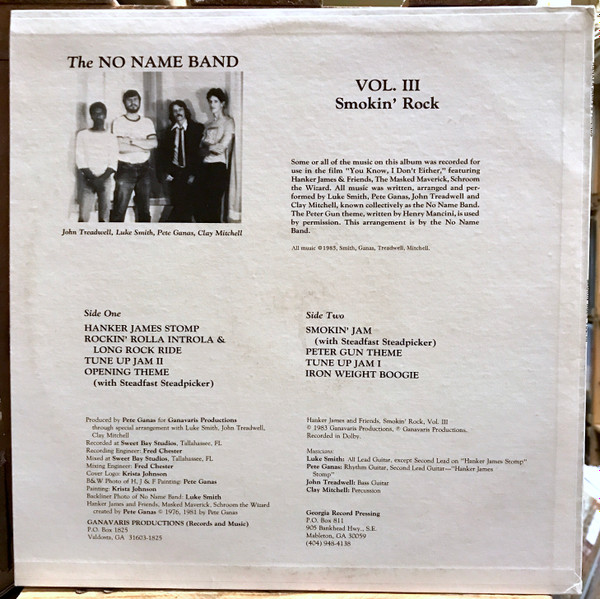 The NO NAME BAND
John Treadwell, Luke Smith, Pete Ganas, Clay Mitchell
VOL. III
Smokin' Rock
Some or all of the music on this album was recorded for
use in the film "You Know, I Don't Either," featuring
Hanker James & Friends, The Masked Maverick, Schroom
the Wizard. All music was written, arranged and per-
formed by Luke Smith, Pete Ganas, John Treadwell and
Clay Mitchell, known collectively as the No Name Band.
The Peter Gun theme, written by Henry Mancini, is used
by permission. This arrangement is by the No Name
Band.
All music ©1983, Smith, Ganas, Treadwell, Mitchell.
Side One
HANKER JAMES STOMP
ROCKIN' ROLLA INTROLA &
LONG ROCK RIDE
TUNE UP JAM II
OPENING THEME
(with Steadfast Steadpicker)
Side Two
SMOKIN' JAM
(with Steadfast Steadpicker)
PETER GUN THEME
TUNE UP JAM I
IRON WEIGHT BOOGIE
Produced by Pete Ganas for Ganavaris Productions
through special arrangement with Luke Smith, John Treadwell,
Clay Mitchell
Recorded at Sweet Bay Studios, Tallahassee, FL
Recording Engineer: Fred Chester
Mixed at Sweet Bay Studios, Tallahassee, FL
Mixing Engineer: Fred Chester
Cover Logo: Krista Johnson
B&W Photo of H, J & F Painting: Pete Ganas
Painting: Krista Johnson
Backliner Photo of No Name Band: Luke Smith
Hanker James and Friends, Masked Maverick, Schroom the Wizard
created by Pete Ganas © 1976, 1981 by Pete Ganas
GANAVARIS PRODUCTIONS (Records and Music)
P.O. Box 1825
Valdosta, GA 31603-1825
Hanker James and Friends, Smokin' Rock, Vol. III
© 1983 Ganavaris Productions, ℗ Ganavaris Productions.
Recorded in Dolby.
Musicians:
Luke Smith: All Lead Guitar, except Second Lead on "Hanker James Stomp"
Pete Ganas: Rhythm Guitar, Second Lead Guitar—"Hanker James
Stomp"
John Treadwell: Bass Guitar
Clay Mitchell: Percussion
Georgia Record Pressing
P.O. Box 811
905 Bankhead Hwy., S.E.
Mableton, GA 30059
(404) 948-4138